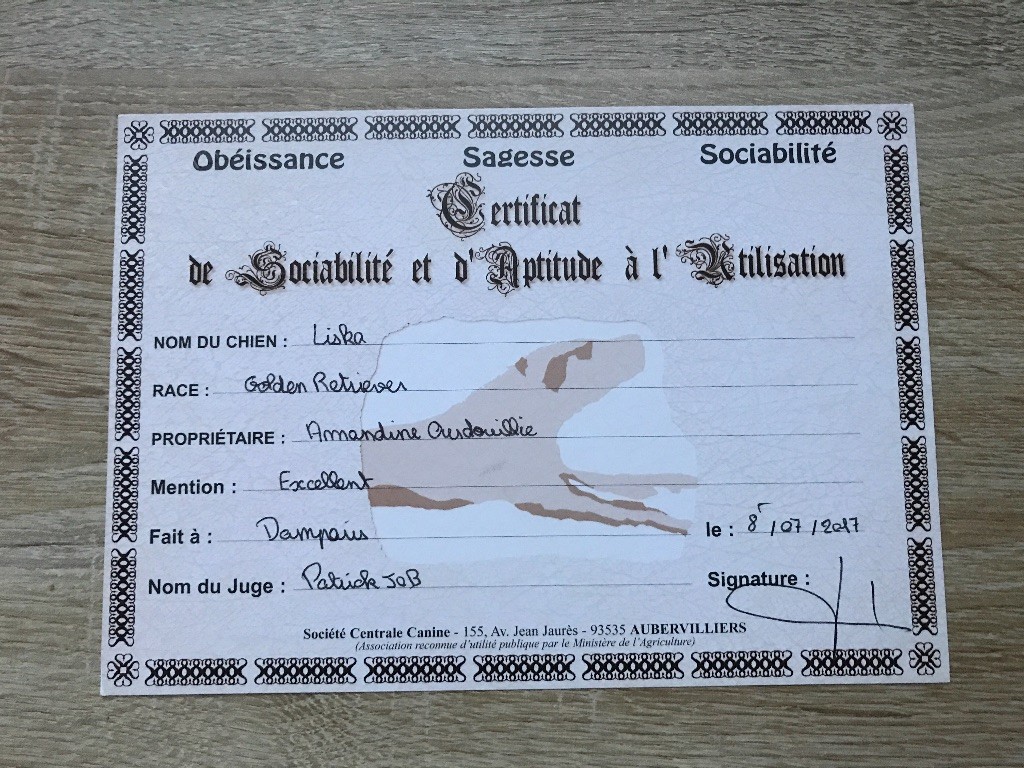 Obéissance Sagesse Sociabilité
Certificat
de Sociabilité et d'Aptitude à l'Utilisation
NOM DU CHIEN : Liska
RACE : Golden Retriever
PROPRIÉTAIRE : Amandine
Mention : Excellent
Fait à : Damparis le : 8/07/2017
Nom du Juge : Patrick JOB Signature :
Société Centrale Canine - 155, Av. Jean Jaurès - 93535 AUBERVILLIERS
(Association reconnue d'utilité publique par le Ministère de l'Agriculture)